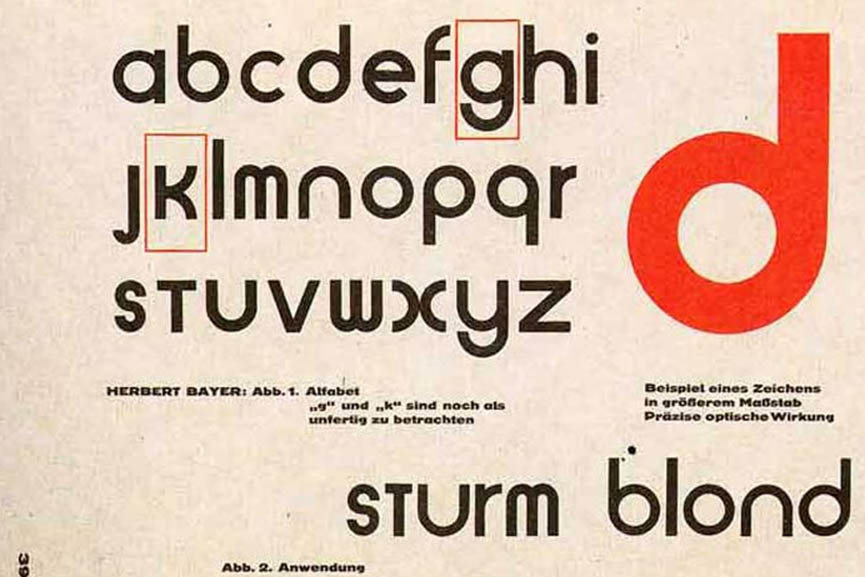 abcdefghi
jklmnopqr
stuvwxyz
d
HERBERT BAYER: Abb. 1. Alfabet
„g“ und „k“ sind noch als
unfertig zu betrachten
Beispiel eines Zeichens
in größerem Maßstab
Präzise optische Wirkung
sturm blond
Abb. 2. Anwendung
39